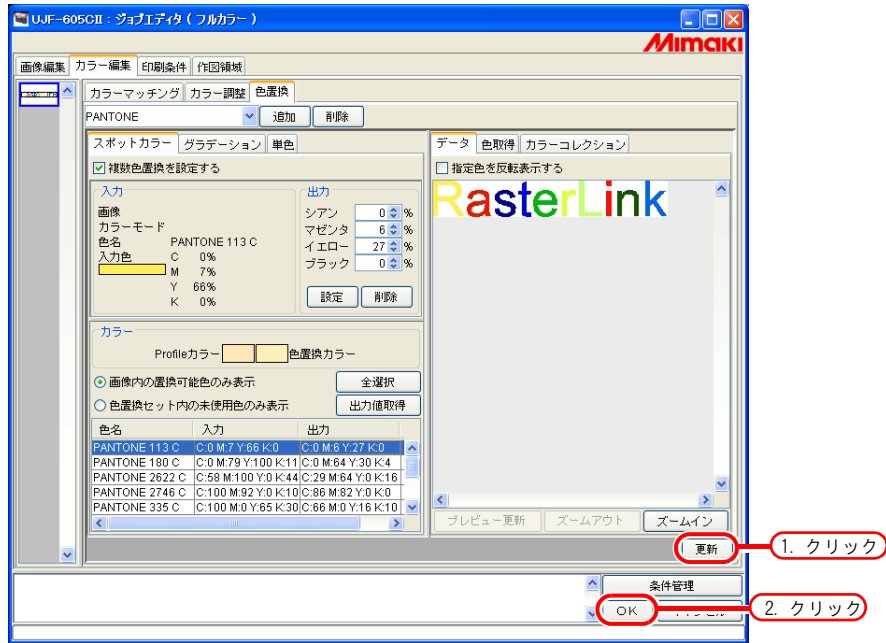 UJF-605CII : ジョブエディタ ( フルカラー )
Mimaki
画像編集 カラー編集 印刷条件 作図領域
カラーマッチング カラー調整 色置換
PANTONE 追加 削除
スポットカラー グラデーション 単色
複数色置換を設定する
入力
画像
カラーモード
色名 PANTONE 113 C
入力色 C 0%
M 7%
Y 66%
K 0%
出力
シアン 0 %
マゼンタ 6 %
イエロー 27 %
ブラック 0 %
設定 削除
カラー
Profileカラー 色置換カラー
画像内の置換可能色のみ表示 全選択
色置換セット内の未使用色のみ表示 出力値取得
色名 入力 出力
PANTONE 113 C C:0 M:7 Y:66 K:0 C:0 M:6 Y:27 K:0
PANTONE 180 C C:0 M:79 Y:100 K:11 C:0 M:64 Y:30 K:4
PANTONE 2622 C C:58 M:100 Y:0 K:44 C:29 M:64 Y:0 K:16
PANTONE 2746 C C:100 M:92 Y:0 K:10 C:86 M:82 Y:0 K:0
PANTONE 335 C C:100 M:0 Y:65 K:30 C:66 M:0 Y:16 K:10
データ 色取得 カラーコレクション
指定色を反転表示する
RasterLink
プレビュー更新 ズームアウト ズームイン
更新
1. クリック
条件管理
OK
2. クリック